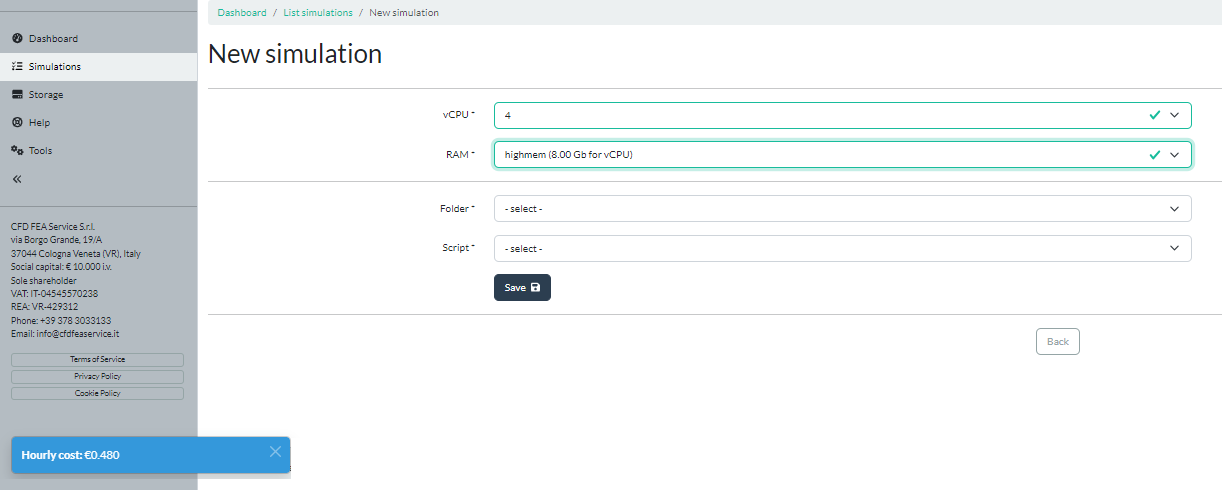 Dashboard / List simulations / New simulation
Dashboard
Simulations
Storage
Help
Tools
CFD FEA Service S.r.l.
via Borgo Grande, 19/A
37044 Cologna Veneta (VR), Italy
Social capital: € 10.000 i.v.
Sole shareholder
VAT: IT-04545570238
REA: VR-429312
Phone: +39 378 3033133
Email: info@cfdfeaservice.it
Terms of Service
Privacy Policy
Cookie Policy
Hourly cost: €0.480
New simulation
vCPU *
4
RAM *
highmem (8.00 Gb for vCPU)
Folder *
- select -
Script *
- select -
Save
Back